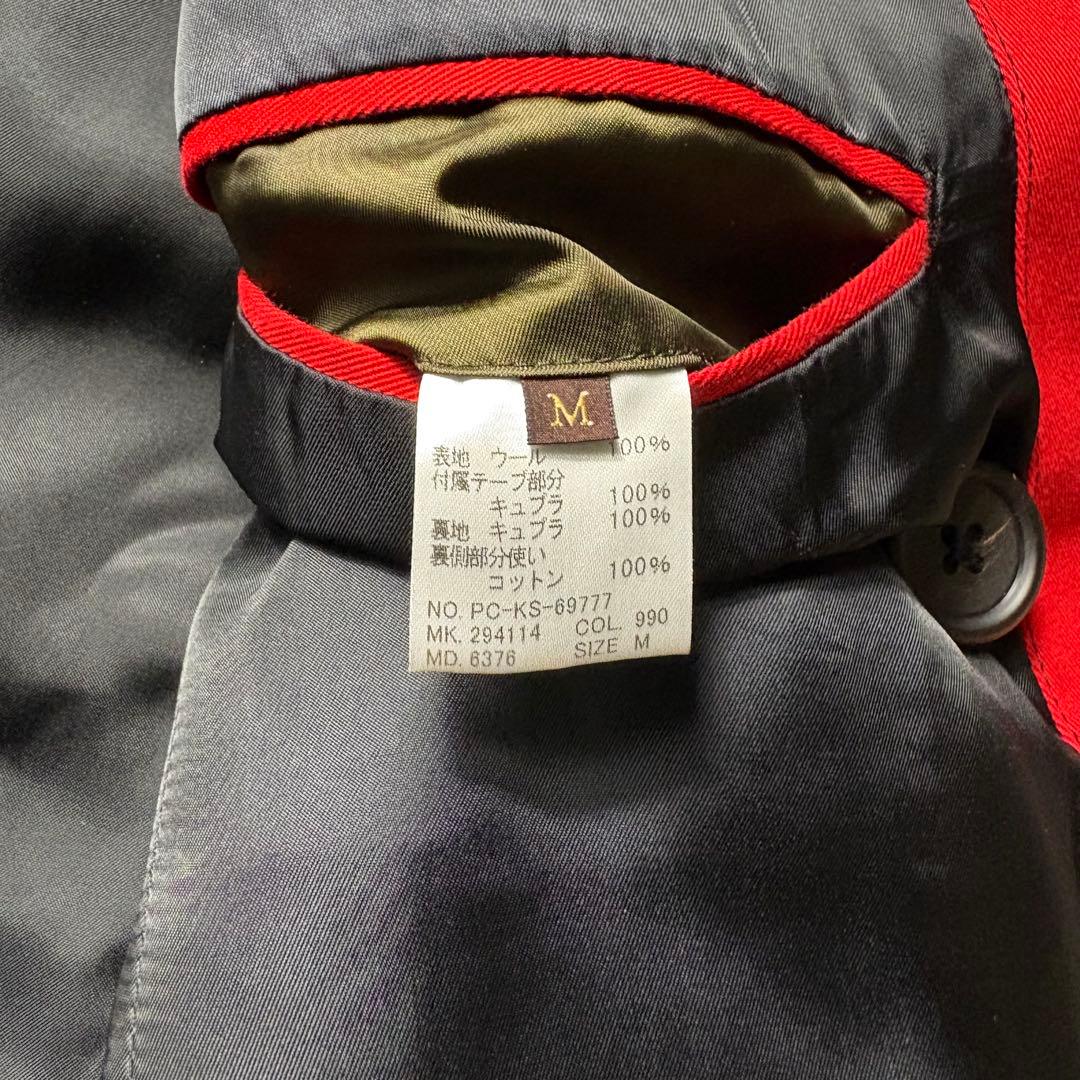 M
表地 ウール 100%
付属テープ部分
キュプラ 100%
裏地 キュプラ 100%
裏側部分使い
コットン 100%
NO. PC-KS-69777
MK. 294114 COL. 990
MD. 6376 SIZE M